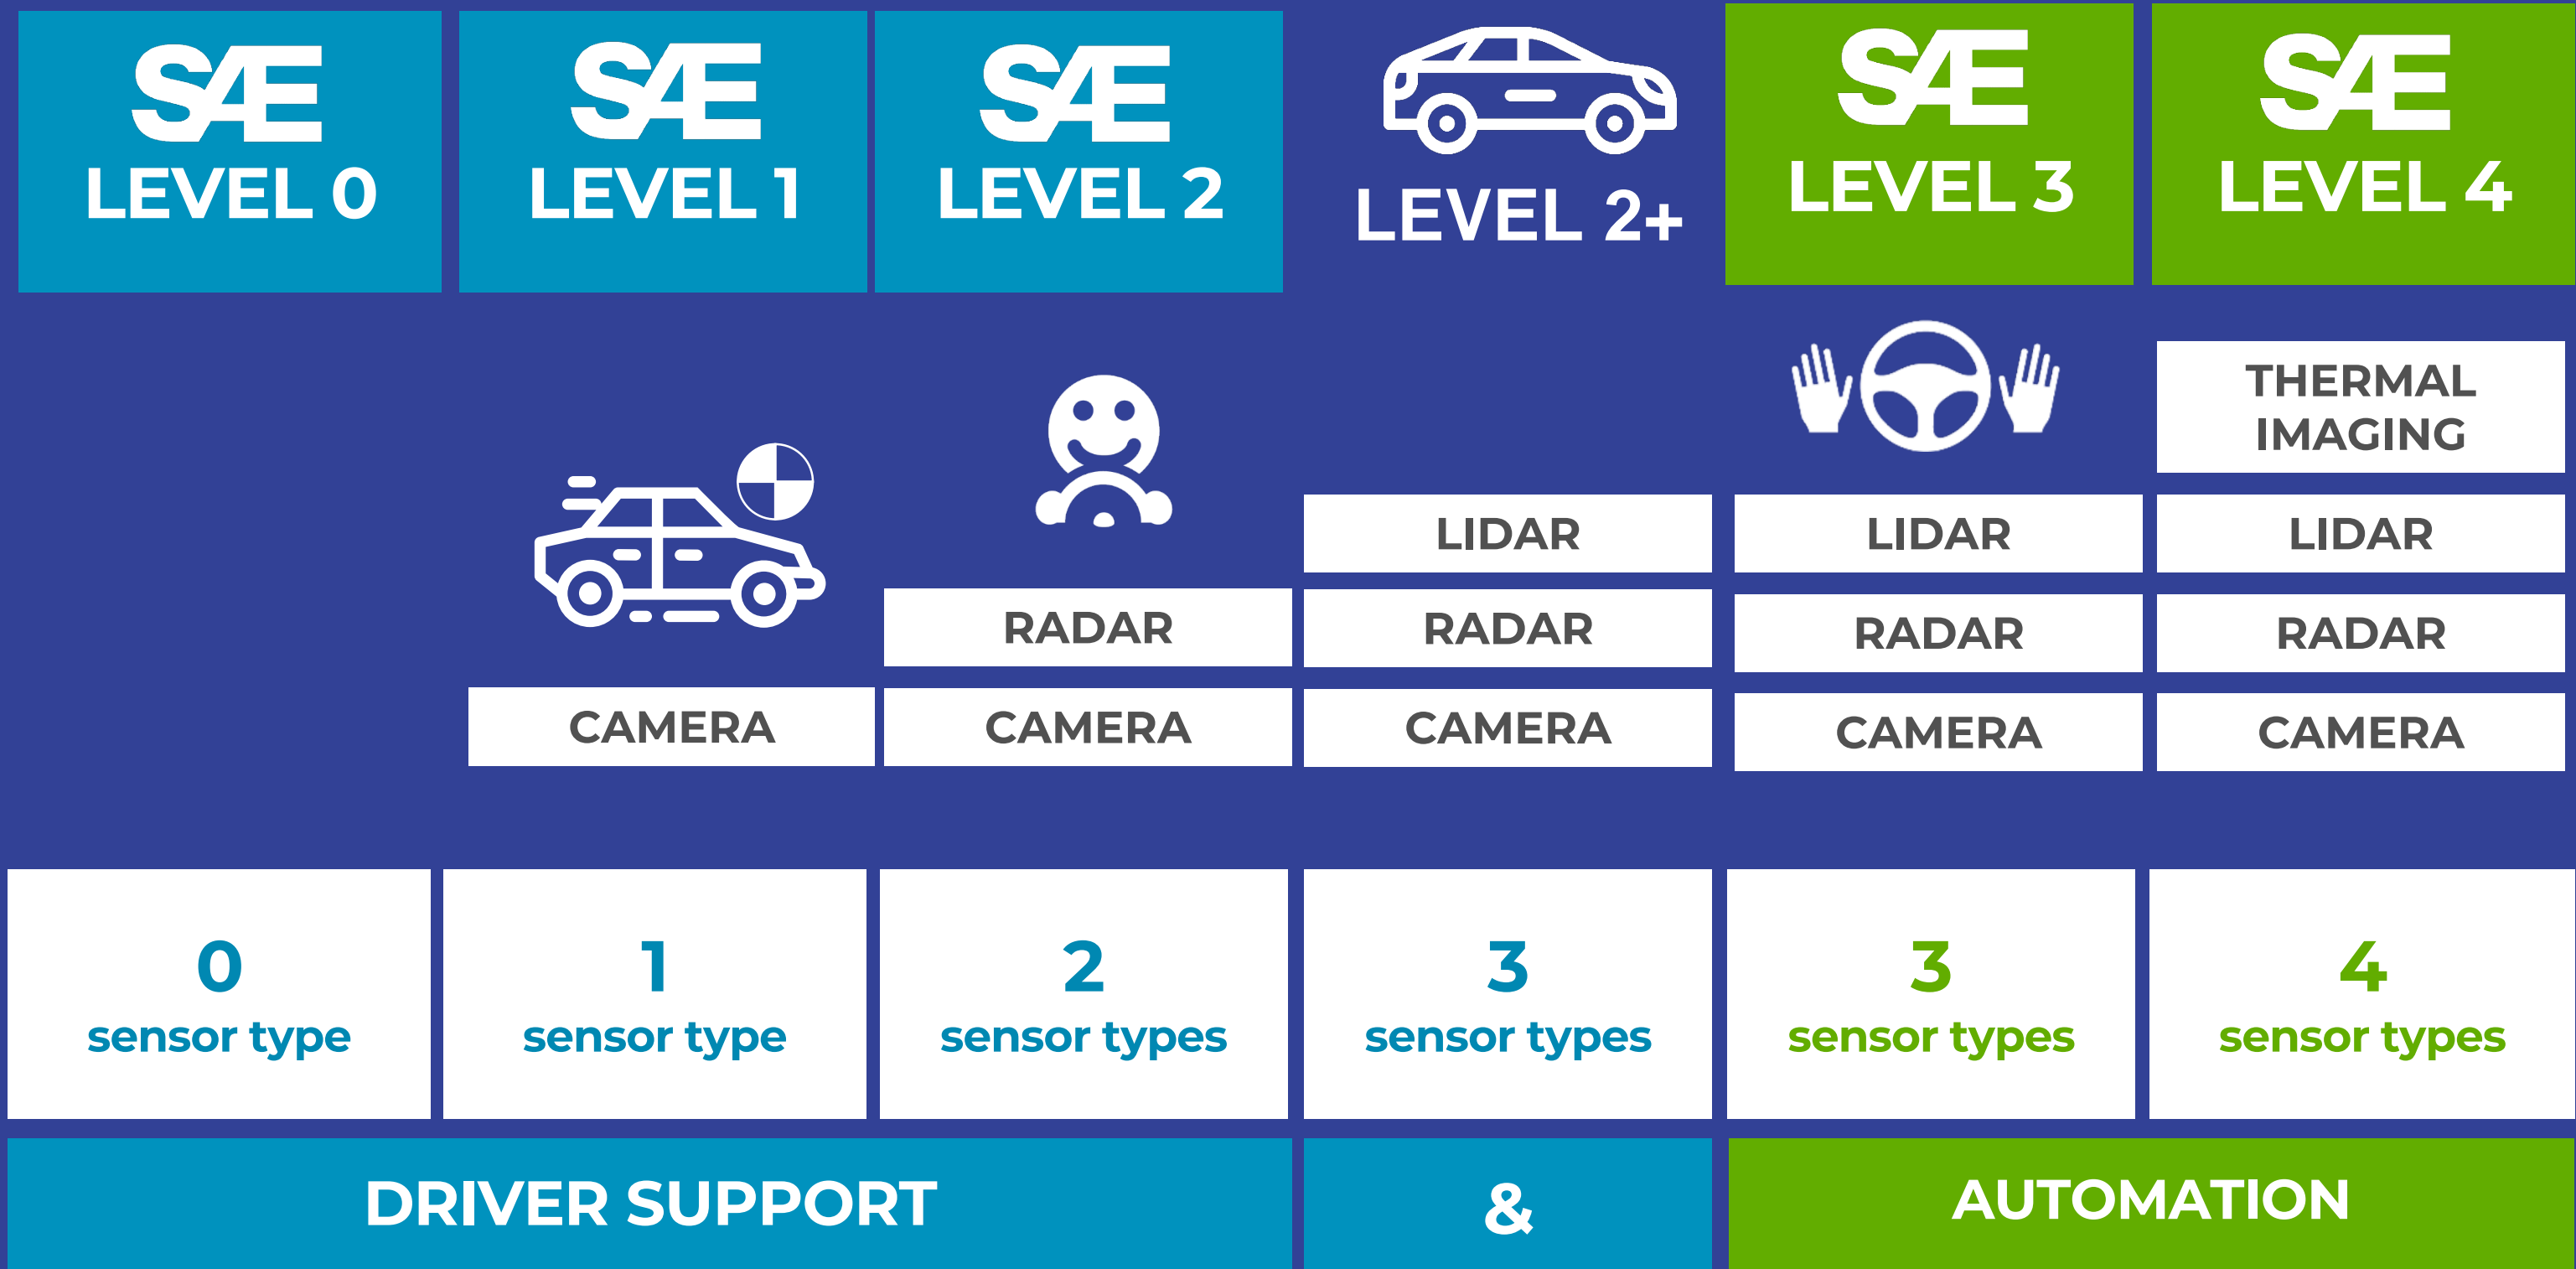 SAE
LEVEL 0
SAE
LEVEL 1
SAE
LEVEL 2
LEVEL 2+
SAE
LEVEL 3
SAE
LEVEL 4
THERMAL
IMAGING
LIDAR
LIDAR
LIDAR
RADAR
RADAR
RADAR
RADAR
CAMERA
CAMERA
CAMERA
CAMERA
CAMERA
0
sensor type
1
sensor type
2
sensor types
3
sensor types
3
sensor types
4
sensor types
DRIVER SUPPORT
&
AUTOMATION